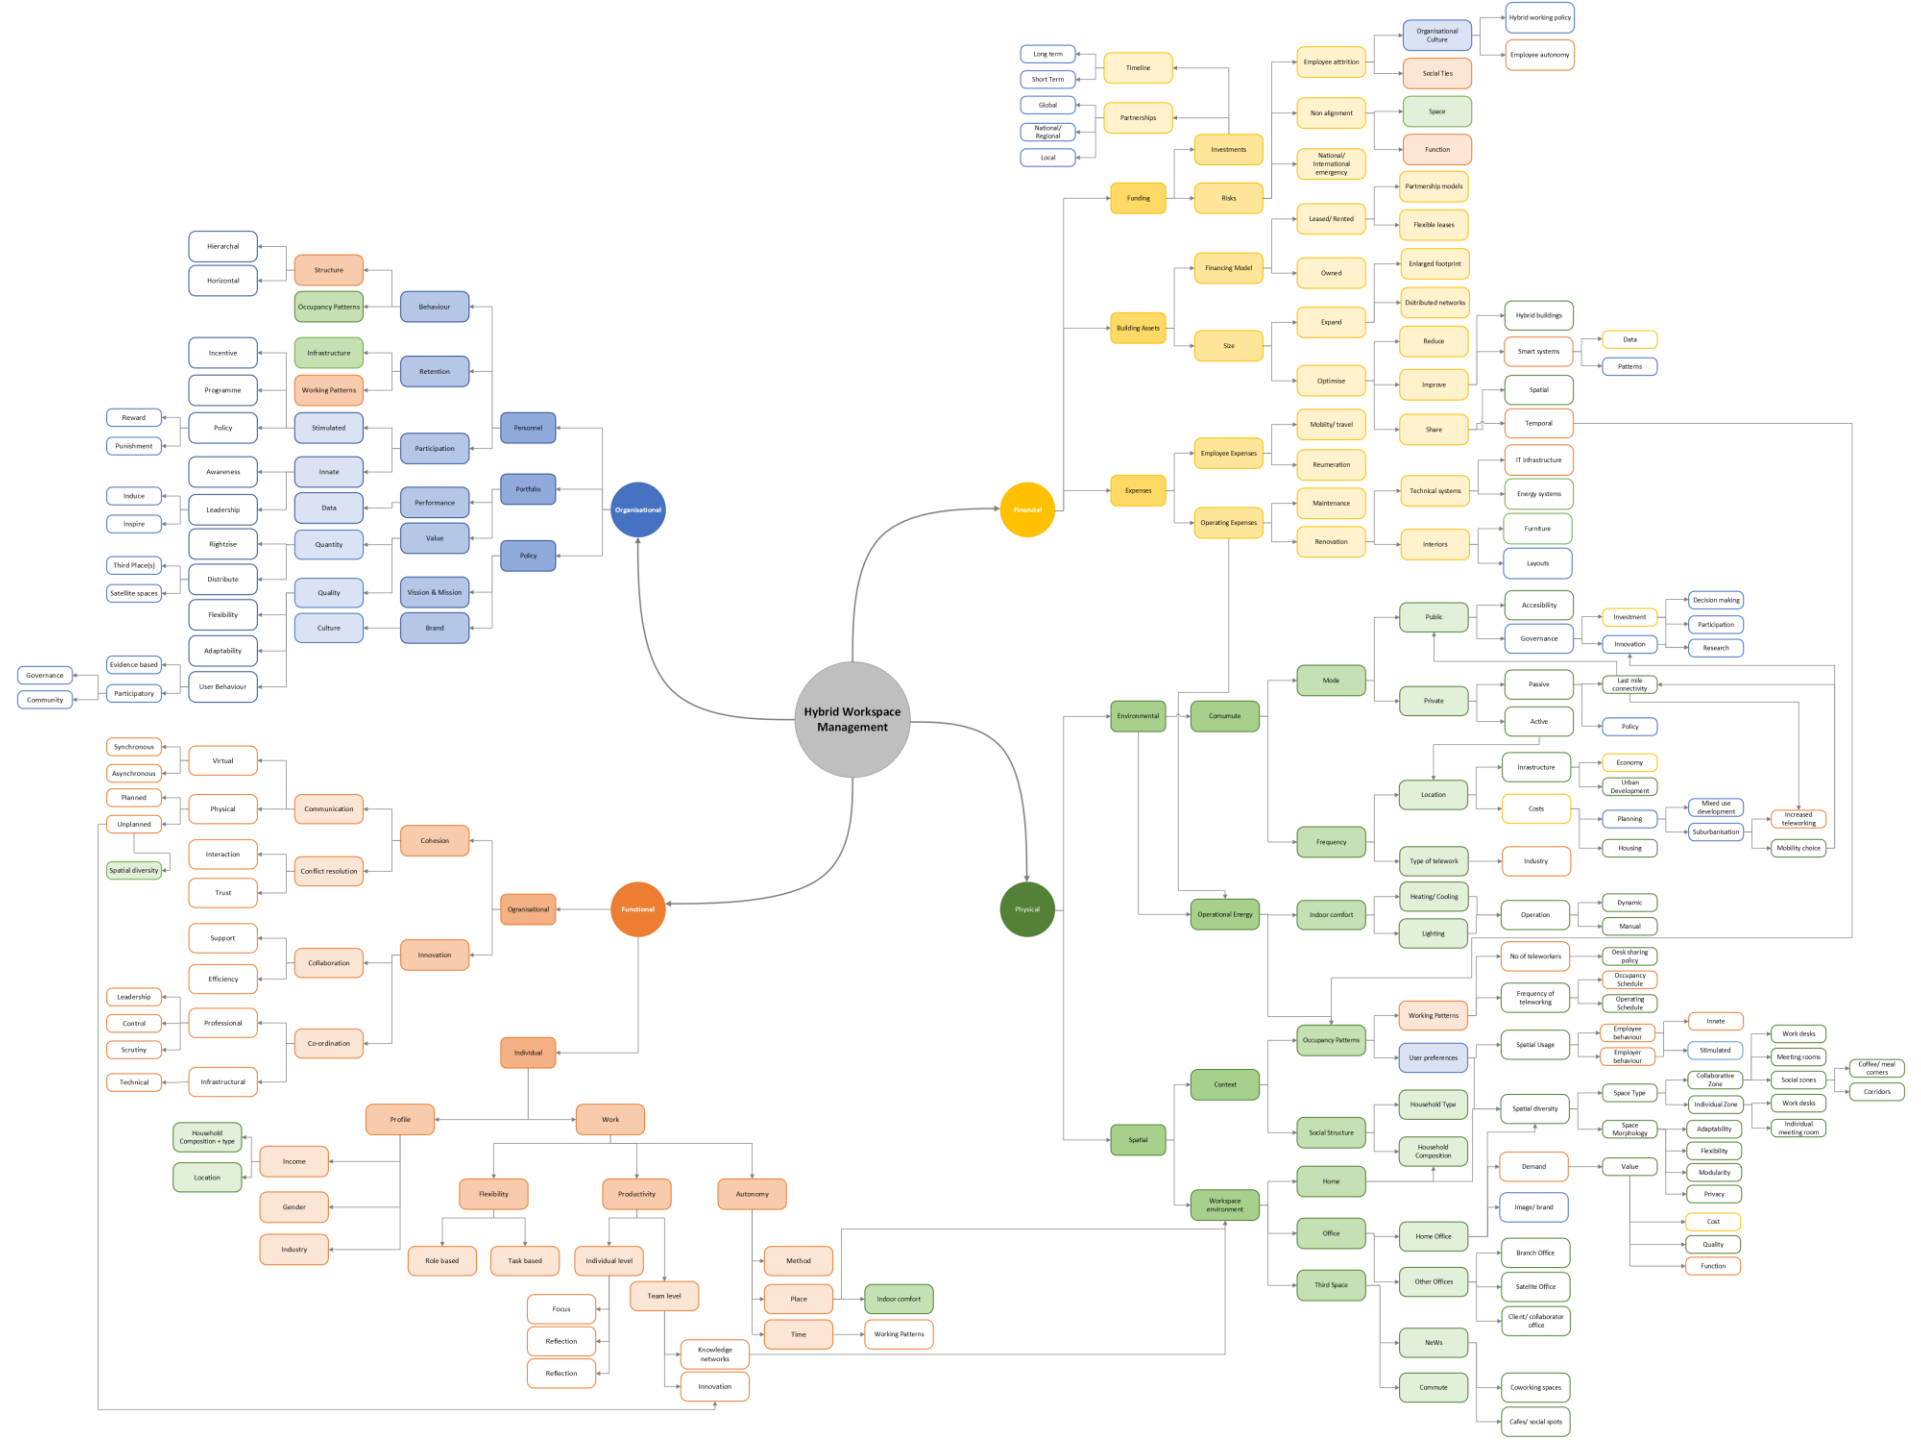 Hybrid Workspace
Management
Organisational
Personnel
Behaviour
Structure
Hierarchal
Horizontal
Occupancy Patterns
Retention
Infrastructure
Working Patterns
Participation
Stimulated
Incentive
Programme
Policy
Reward
Punishment
Innate
Awareness
Leadership
Induce
Inspire
Portfolio
Performance
Data
Value
Quantity
Rightzise
Distribute
Third Place(s)
Satellite spaces
Quality
Flexibility
Adaptability
User Behaviour
Evidence based
Participatory
Governance
Community
Policy
Vission & Mission
Brand
Culture
Financial
Funding
Investments
Timeline
Long term
Short Term
Partnerships
Global
National/
Regional
Local
Risks
Employee attrition
Organisational
Culture
Hybrid working policy
Employee autonomy
Social Ties
Non alignment
Space
Function
National/
International
emergency
Building Assets
Financing Model
Leased/ Rented
Partmership models
Flexible leases
Owned
Size
Expand
Enlarged footprint
Dsitributed networks
Optimise
Reduce
Improve
Hybrid buildings
Smart systems
Data
Patterns
Share
Spatial
Temporal
Expenses
Employee Expenses
Mobilty/ travel
Reumeration
Operating Expenses
Maintenance
Renovation
Technical systems
IT infrastructure
Energy systems
Interiors
Furniture
Layouts
Functional
Ogranisational
Cohesion
Communication
Virtual
Synchronous
Asynchronous
Physical
Planned
Unplanned
Spatial diversity
Conflict resolution
Interaction
Trust
Innovation
Collaboration
Support
Efficiency
Co-ordination
Professional
Leadership
Control
Scrutiny
Infrastructural
Technical
Individual
Profile
Income
Household
Composition + type
Location
Gender
Industry
Work
Flexibility
Role based
Task based
Productivity
Individual level
Focus
Reflection
Reflection
Team level
Knowledge
networks
Innovation
Autonomy
Method
Place
Indoor comfort
Time
Working Patterns
Physical
Environmental
Comumute
Mode
Public
Accesibility
Governance
Investment
Innovation
Decision making
Participation
Research
Private
Passive
Last mile
connectivity
Policy
Active
Frequency
Location
Inrastructure
Economy
Urban
Development
Costs
Planning
Mixed use
development
Suburbanisation
Increased
teleworking
Mobility choice
Housing
Type of telework
Industry
Operational Energy
Indoor comfort
Heating/ Cooling
Lighting
Operation
Dynamic
Manual
Spatial
Context
Occupancy Patterns
Working Patterns
No of teleworkers
Desk sharing
policy
Frequency of
teleworking
Occupancy
Schedule
Operating
Schedule
User preferences
Spatial Usage
Employee
behaviour
Employer
behaviour
Innate
Stimulated
Spatial diversity
Space Type
Collaborative
Zone
Work desks
Meeting rooms
Social zones
Coffee/ meal
corners
Corridors
Individual Zone
Work desks
Individual
meeting room
Space
Morphology
Adaptability
Flexibility
Modularity
Privacy
Social Structure
Household Type
Household
Composition
Workspace
environment
Home
Office
Home Office
Demand
Value
Cost
Quality
Function
Image/ brand
Other Offices
Branch Office
Satelite Office
Client/ collaborator
office
Third Space
NeWs
Coworking spaces
Cafes/ social spots
Commute